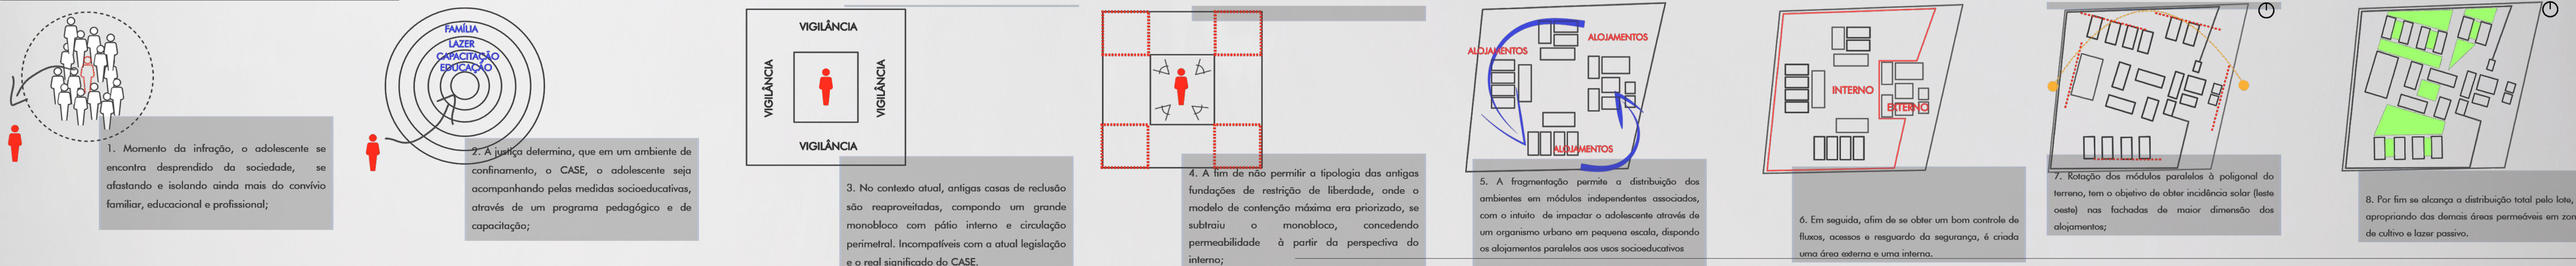 1. Momento da infração, o adolescente se
encontra desprendido da sociedade, se
afastando e isolando ainda mais do convívio
familiar, educacional e profissional;
FAMÍLIA
LAZER
CAPACITAÇÃO
EDUCAÇÃO
2. A justiça determina, que em um ambiente de
confinamento, o CASE, o adolescente seja
acompanhando pelas medidas socioeducativas,
através de um programa pedagógico e de
capacitação;
VIGILÂNCIA
VIGILÂNCIA
VIGILÂNCIA
VIGILÂNCIA
3. No contexto atual, antigas casas de reclusão
são reaproveitadas, compondo um grande
monobloco com pátio interno e circulação
perimetral. Incompatíveis com a atual legislação
e o real significado do CASE.
4. A fim de não permitir a tipologia das antigas
fundações de restrição de liberdade, onde o
modelo de contenção máxima era priorizado, se
subtraiu o monobloco, concedendo
permeabilidade à partir da perspectiva do
interno;
ALOJAMENTOS
ALOJAMENTOS
ALOJAMENTOS
5. A fragmentação permite a distribuição dos
ambientes em módulos independentes associados,
com o intuito de impactar o adolescente através de
um organismo urbano em pequena escala, dispondo
os alojamentos paralelos aos usos socioeducativos
INTERNO
EXTERNO
6. Em seguida, afim de se obter um bom controle de
fluxos, acessos e resguardo da segurança, é criada
uma área externa e uma interna.
7. Rotação dos módulos paralelos à poligonal do
terreno, tem o objetivo de obter incidência solar (leste
oeste) nas fachadas de maior dimensão dos
alojamentos;
8. Por fim se alcança a distribuição total pelo lote,
apropriando das demais áreas permeáveis em zon
de cultivo e lazer passivo.